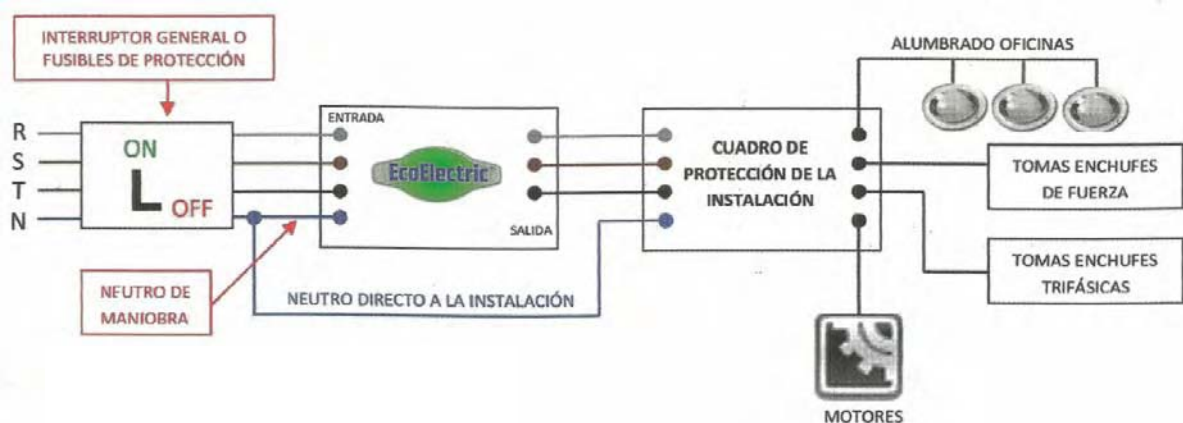 INTERRUPTOR GENERAL O
FUSIBLES DE PROTECCIÓN
ALUMBRADO OFICINAS
R
S
T
N
ON
OFF
ENTRADA
EcoElectric
SALIDA
CUADRO DE
PROTECCIÓN DE LA
INSTALACIÓN
TOMAS ENCHUFES
DE FUERZA
TOMAS ENCHUFES
TRIFÁSICAS
NEUTRO DE
MANIOBRA
NEUTRO DIRECTO A LA INSTALACIÓN
MOTORES